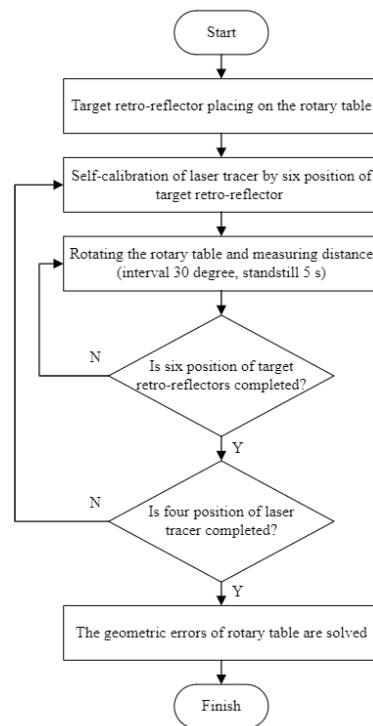 Start
Target retro-reflector placing on the rotary table
Self-calibration of laser tracer by six position of
target retro-reflector
Rotating the rotary table and measuring distance
(interval 30 degree, standstill 5 s)
N
Is six position of target
retro-reflectors completed?
Y
N
Is four position of laser
tracer completed?
Y
The geometric errors of rotary table are solved
Finish